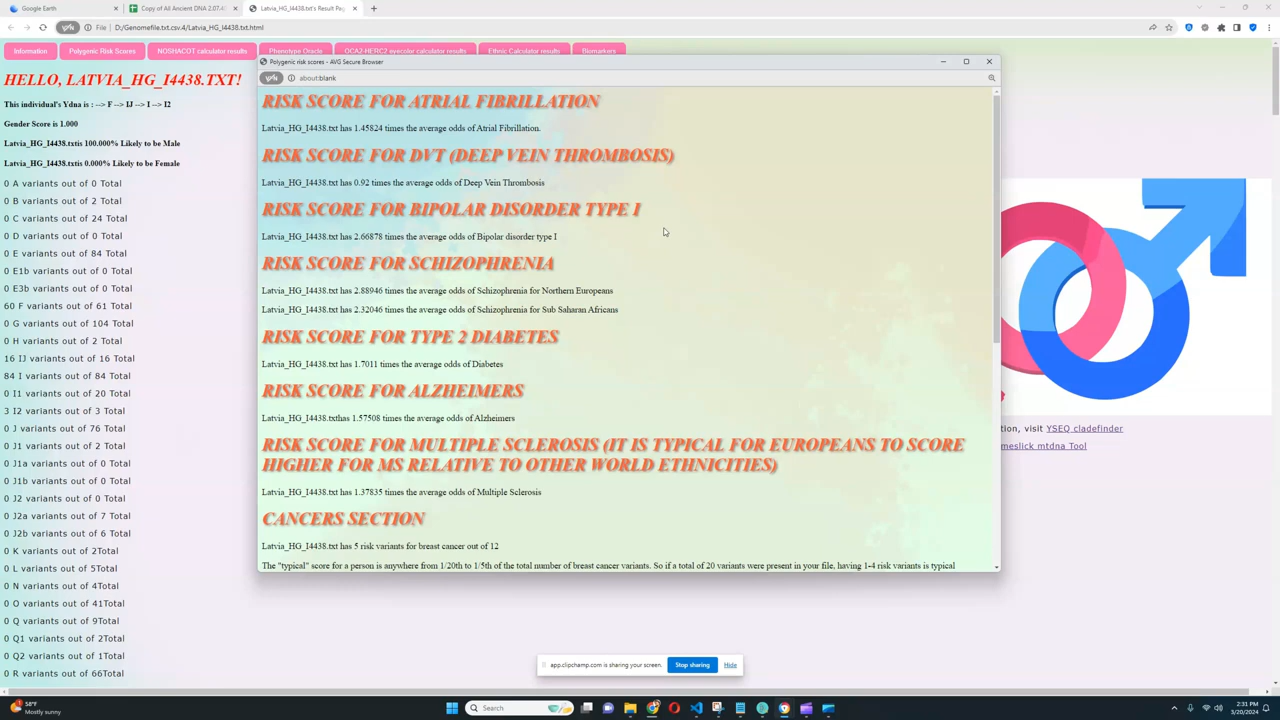 Google Earth
Copy of All Ancient DNA 2.07.4
Latvia_HG_I4438.txt's Result Pag
File
D:/Genomefile.txt.csv.4/Latvia_HG_I4438.txt.html
Information
Polygenic Risk Scores
NOSHACOT calculator results
Phenotype Oracle
OCA2-HERC2 eyecolor calculator results
Ethnic Calculator results
Biomarkers
HELLO, LATVIA_HG_I4438.TXT!
This individual's Ydna is : --> F --> IJ --> I --> I2
Gender Score is 1.000
Latvia_HG_I4438.txtis 100.000% Likely to be Male
Latvia_HG_I4438.txtis 0.000% Likely to be Female
0 A variants out of 0 Total
0 B variants out of 2 Total
0 C variants out of 24 Total
0 D variants out of 0 Total
0 E variants out of 84 Total
0 E1b variants out of 0 Total
0 E3b variants out of 0 Total
60 F variants out of 61 Total
0 G variants out of 104 Total
0 H variants out of 2 Total
16 IJ variants out of 16 Total
84 I variants out of 84 Total
0 I1 variants out of 20 Total
3 I2 variants out of 3 Total
0 J variants out of 76 Total
0 J1 variants out of 2 Total
0 J1a variants out of 0 Total
0 J1b variants out of 0 Total
0 J2 variants out of 0 Total
0 J2a variants out of 7 Total
0 J2b variants out of 6 Total
0 K variants out of 2Total
0 L variants out of 5Total
0 N variants out of 4Total
0 O variants out of 41Total
0 Q variants out of 9Total
0 Q1 variants out of 2Total
0 Q2 variants out of 1Total
0 R variants out of 66Total
Polygenic risk scores - AVG Secure Browser
about:blank
RISK SCORE FOR ATRIAL FIBRILLATION
Latvia_HG_I4438.txt has 1.45824 times the average odds of Atrial Fibrillation.
RISK SCORE FOR DVT (DEEP VEIN THROMBOSIS)
Latvia_HG_I4438.txt has 0.92 times the average odds of Deep Vein Thrombosis
RISK SCORE FOR BIPOLAR DISORDER TYPE I
Latvia_HG_I4438.txt has 2.66878 times the average odds of Bipolar disorder type I
RISK SCORE FOR SCHIZOPHRENIA
Latvia_HG_I4438.txt has 2.88946 times the average odds of Schizophrenia for Northern Europeans
Latvia_HG_I4438.txt has 2.32046 times the average odds of Schizophrenia for Sub Saharan Africans
RISK SCORE FOR TYPE 2 DIABETES
Latvia_HG_I4438.txt has 1.7011 times the average odds of Diabetes
RISK SCORE FOR ALZHEIMERS
Latvia_HG_I4438.txthas 1.57508 times the average odds of Alzheimers
RISK SCORE FOR MULTIPLE SCLEROSIS (IT IS TYPICAL FOR EUROPEANS TO SCORE
HIGHER FOR MS RELATIVE TO OTHER WORLD ETHNICITIES)
Latvia_HG_I4438.txt has 1.37835 times the average odds of Multiple Sclerosis
CANCERS SECTION
Latvia_HG_I4438.txt has 5 risk variants for breast cancer out of 12
The "typical" score for a person is anywhere from 1/20th to 1/5th of the total number of breast cancer variants. So if a total of 20 variants were present in your file, having 1-4 risk variants is typical
tion, visit YSEQ cladefinder
meslick mtdna Tool
app.clipchamp.com is sharing your screen.
Stop sharing
Hide
58°F
Mostly sunny
Search
2:31 PM
3/20/2024